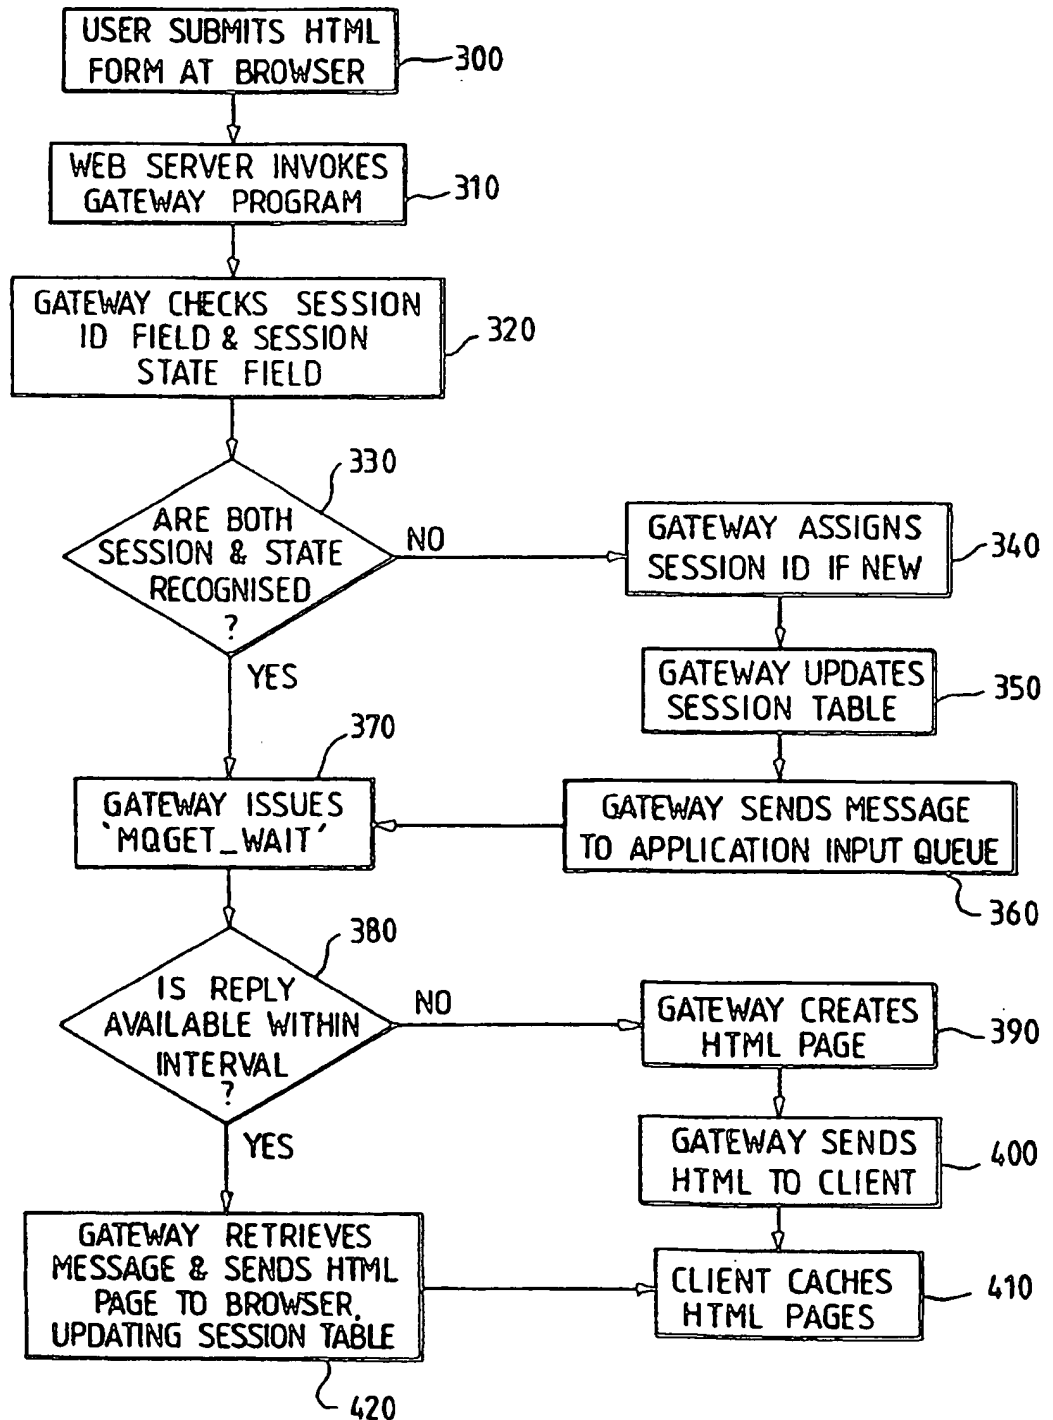 USER SUBMITS HTML
FORM AT BROWSER
300
WEB SERVER INVOKES
GATEWAY PROGRAM
310
GATEWAY CHECKS SESSION
ID FIELD & SESSION
STATE FIELD
320
330
ARE BOTH
SESSION & STATE
RECOGNISED
?
NO
YES
GATEWAY ASSIGNS
SESSION ID IF NEW
340
GATEWAY UPDATES
SESSION TABLE
350
GATEWAY SENDS MESSAGE
TO APPLICATION INPUT QUEUE
360
370
GATEWAY ISSUES
'MQGET_WAIT'
380
IS REPLY
AVAILABLE WITHIN
INTERVAL
?
NO
YES
GATEWAY CREATES
HTML PAGE
390
GATEWAY SENDS
HTML TO CLIENT
400
CLIENT CACHES
HTML PAGES
410
GATEWAY RETRIEVES
MESSAGE & SENDS HTML
PAGE TO BROWSER,
UPDATING SESSION TABLE
420